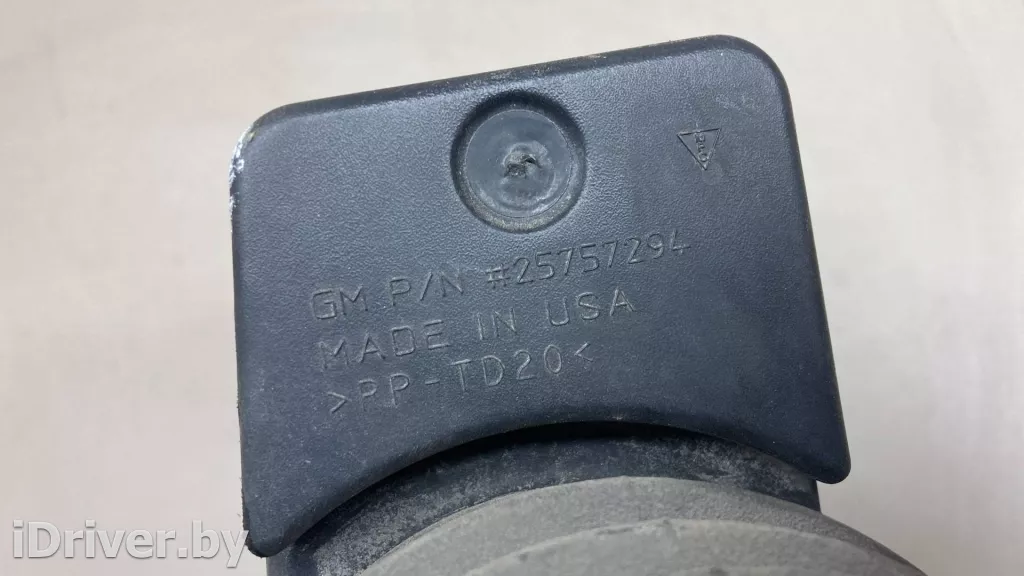 GM P/N #25757294
MADE IN USA
>PP-TD20<
iDriver.by